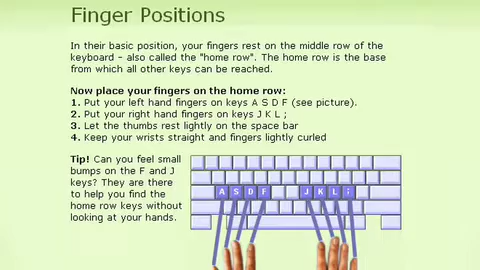 Finger Positions
In their basic position, your fingers rest on the middle row of the
keyboard - also called the "home row". The home row is the base
from which all other keys can be reached.
Now place your fingers on the home row:
1. Put your left hand fingers on keys A S D F (see picture).
2. Put your right hand fingers on keys J K L ;
3. Let the thumbs rest lightly on the space bar
4. Keep your wrists straight and fingers lightly curled
Tip! Can you feel small
bumps on the F and J
keys? They are there
to help you find the
home row keys without
looking at your hands.
A S D F J K L ;